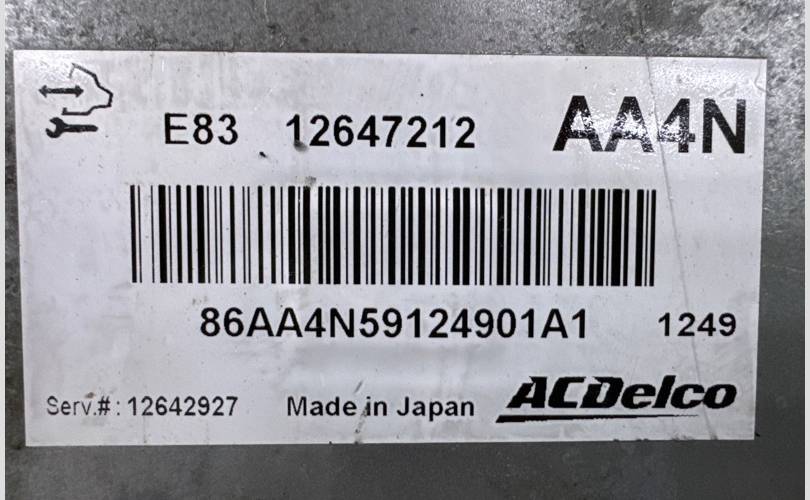 E83 12647212 AA4N
86AA4N59124901A1 1249
Serv.#: 12642927 Made in Japan ACDelco